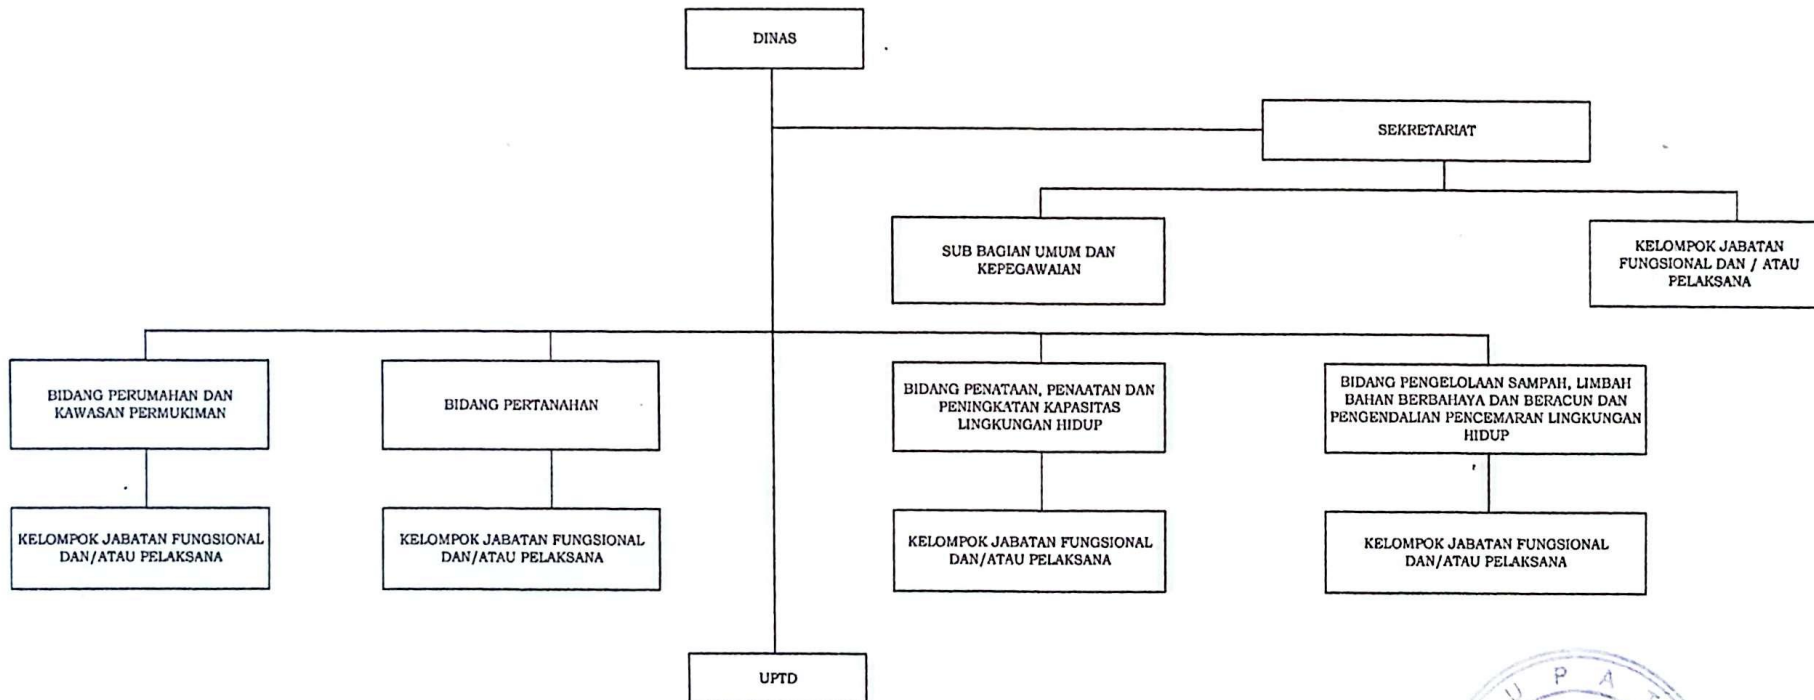 DINAS
SEKRETARIAT
SUB BAGIAN UMUM DAN
KEPEGAWAIAN
KELOMPOK JABATAN
FUNGSIONAL DAN / ATAU
PELAKSANA
BIDANG PERUMAHAN DAN
KAWASAN PERMUKIMAN
BIDANG PERTANAHAN
BIDANG PENATAAN, PENAATAN DAN
PENINGKATAN KAPASITAS
LINGKUNGAN HIDUP
BIDANG PENGELOLAAN SAMPAH, LIMBAH
BAHAN BERBAHAYA DAN BERACUN DAN
PENGENDALIAN PENCEMARAN LINGKUNGAN
HIDUP
KELOMPOK JABATAN FUNGSIONAL
DAN/ATAU PELAKSANA
KELOMPOK JABATAN FUNGSIONAL
DAN/ATAU PELAKSANA
KELOMPOK JABATAN FUNGSIONAL
DAN/ATAU PELAKSANA
KELOMPOK JABATAN FUNGSIONAL
DAN/ATAU PELAKSANA
UPTD